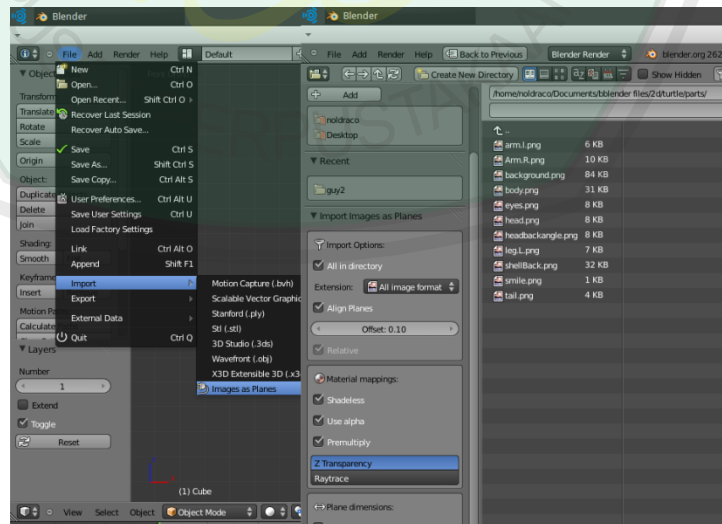 Blender
File Add Render Help Default
Object
Transform
Translate
Rotate
Scale
Origin
Object:
Duplicate
Delete
Join
Shading:
Smooth
Keyframe
Insert
Motion Pa
Calculate
Layers
Number
1
Extend
Toggle
Reset
New Ctrl N
Open... Ctrl O
Open Recent... Shift Ctrl O
Recover Last Session
Recover Auto Save...
Save Ctrl S
Save As... Shift Ctrl S
Save Copy... Ctrl Alt S
User Preferences... Ctrl Alt U
Save User Settings Ctrl U
Load Factory Settings
Link Ctrl Alt O
Append Shift F1
Import
Export
External Data
Quit Ctrl Q
Motion Capture (.bvh)
Scalable Vector Graphic
Stanford (.ply)
Stl (.stl)
3D Studio (.3ds)
Wavefront (.obj)
X3D Extensible 3D (.x3
Images as Planes
(1) Cube
View Select Object Object Mode
Blender
File Add Render Help Back to Previous Blender Render blender.org 262
Create New Directory Show Hidden
Add
noldraco
Desktop
Recent
guy2
Import Images as Planes
Import Options:
All in directory
Extension: All image format
Align Planes
Offset: 0.10
Relative
Material mappings:
Shadeless
Use alpha
Premultiply
Z Transparency
Raytrace
Plane dimensions:
/home/noldraco/Documents/bblender files/2d/turtle/parts/
..
arm.l.png 6 KB
Arm.R.png 10 KB
background.png 84 KB
body.png 31 KB
eyes.png 8 KB
head.png 8 KB
headbackangle.png 8 KB
leg.L.png 7 KB
shellBack.png 32 KB
smile.png 1 KB
tail.png 4 KB